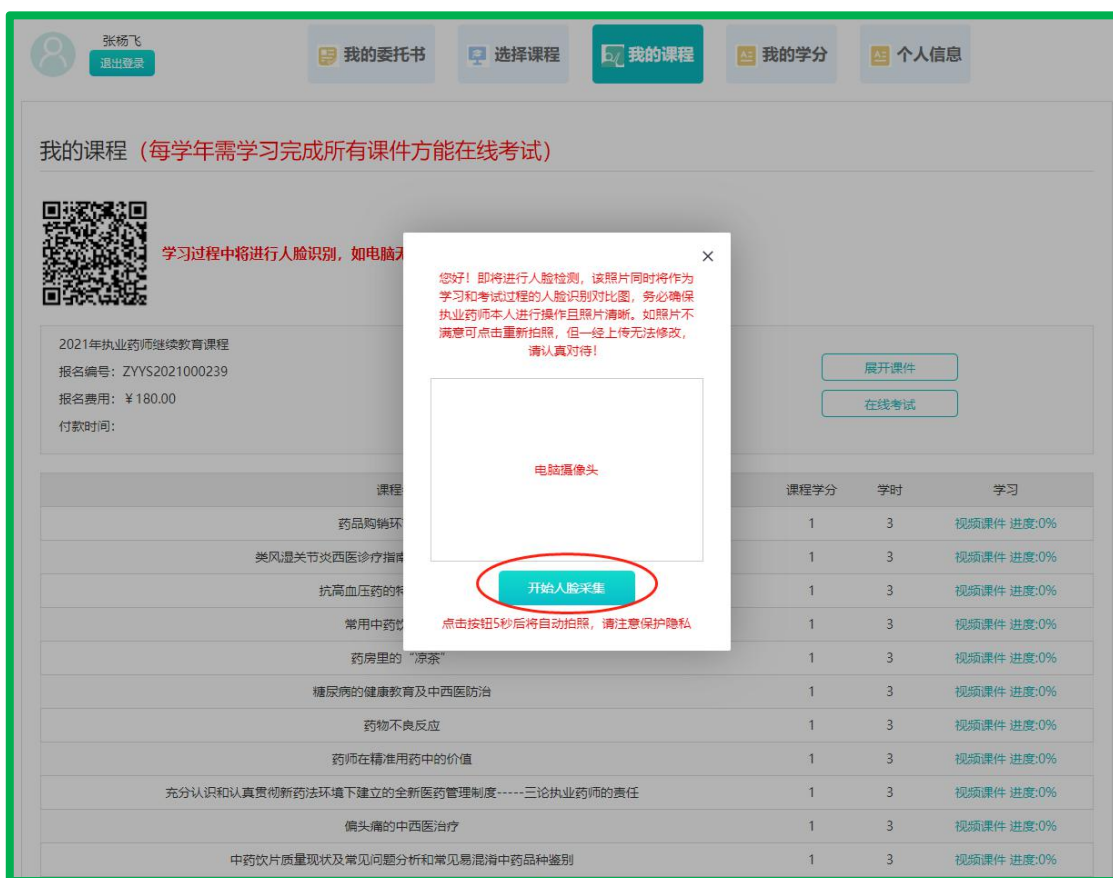 张杨飞
退出登录
我的委托书 选择课程 我的课程 我的学分 个人信息
我的课程（每学年需学习完成所有课件方能在线考试）
学习过程中将进行人脸识别，如电脑
×
您好！即将进行人脸检测，该照片同时将作为
学习和考试过程的人脸识别对比图，务必确保
执业药师本人进行操作且照片清晰。如照片不
满意可点击重新拍照，但一经上传无法修改，
请认真对待！
电脑摄像头
开始人脸采集
点击按钮5秒后将自动拍照，请注意保护隐私
2021年执业药师继续教育课程
报名编号：ZYYS2021000239
报名费用：￥180.00
付款时间：
展开课件
在线考试
课程 课程学分 学时 学习
药品购销环 1 3 视频课件 进度:0%
类风湿关节炎西医诊疗指南 1 3 视频课件 进度:0%
抗高血压药的特 1 3 视频课件 进度:0%
常用中药饮 1 3 视频课件 进度:0%
药房里的“凉茶” 1 3 视频课件 进度:0%
糖尿病的健康教育及中西医防治 1 3 视频课件 进度:0%
药物不良反应 1 3 视频课件 进度:0%
药师在精准用药中的价值 1 3 视频课件 进度:0%
充分认识和认真贯彻新药法环境下建立的全新医药管理制度-----三论执业药师的责任 1 3 视频课件 进度:0%
偏头痛的中西医治疗 1 3 视频课件 进度:0%
中药饮片质量现状及常见问题分析和常见易混淆中药品种鉴别 1 3 视频课件 进度:0%